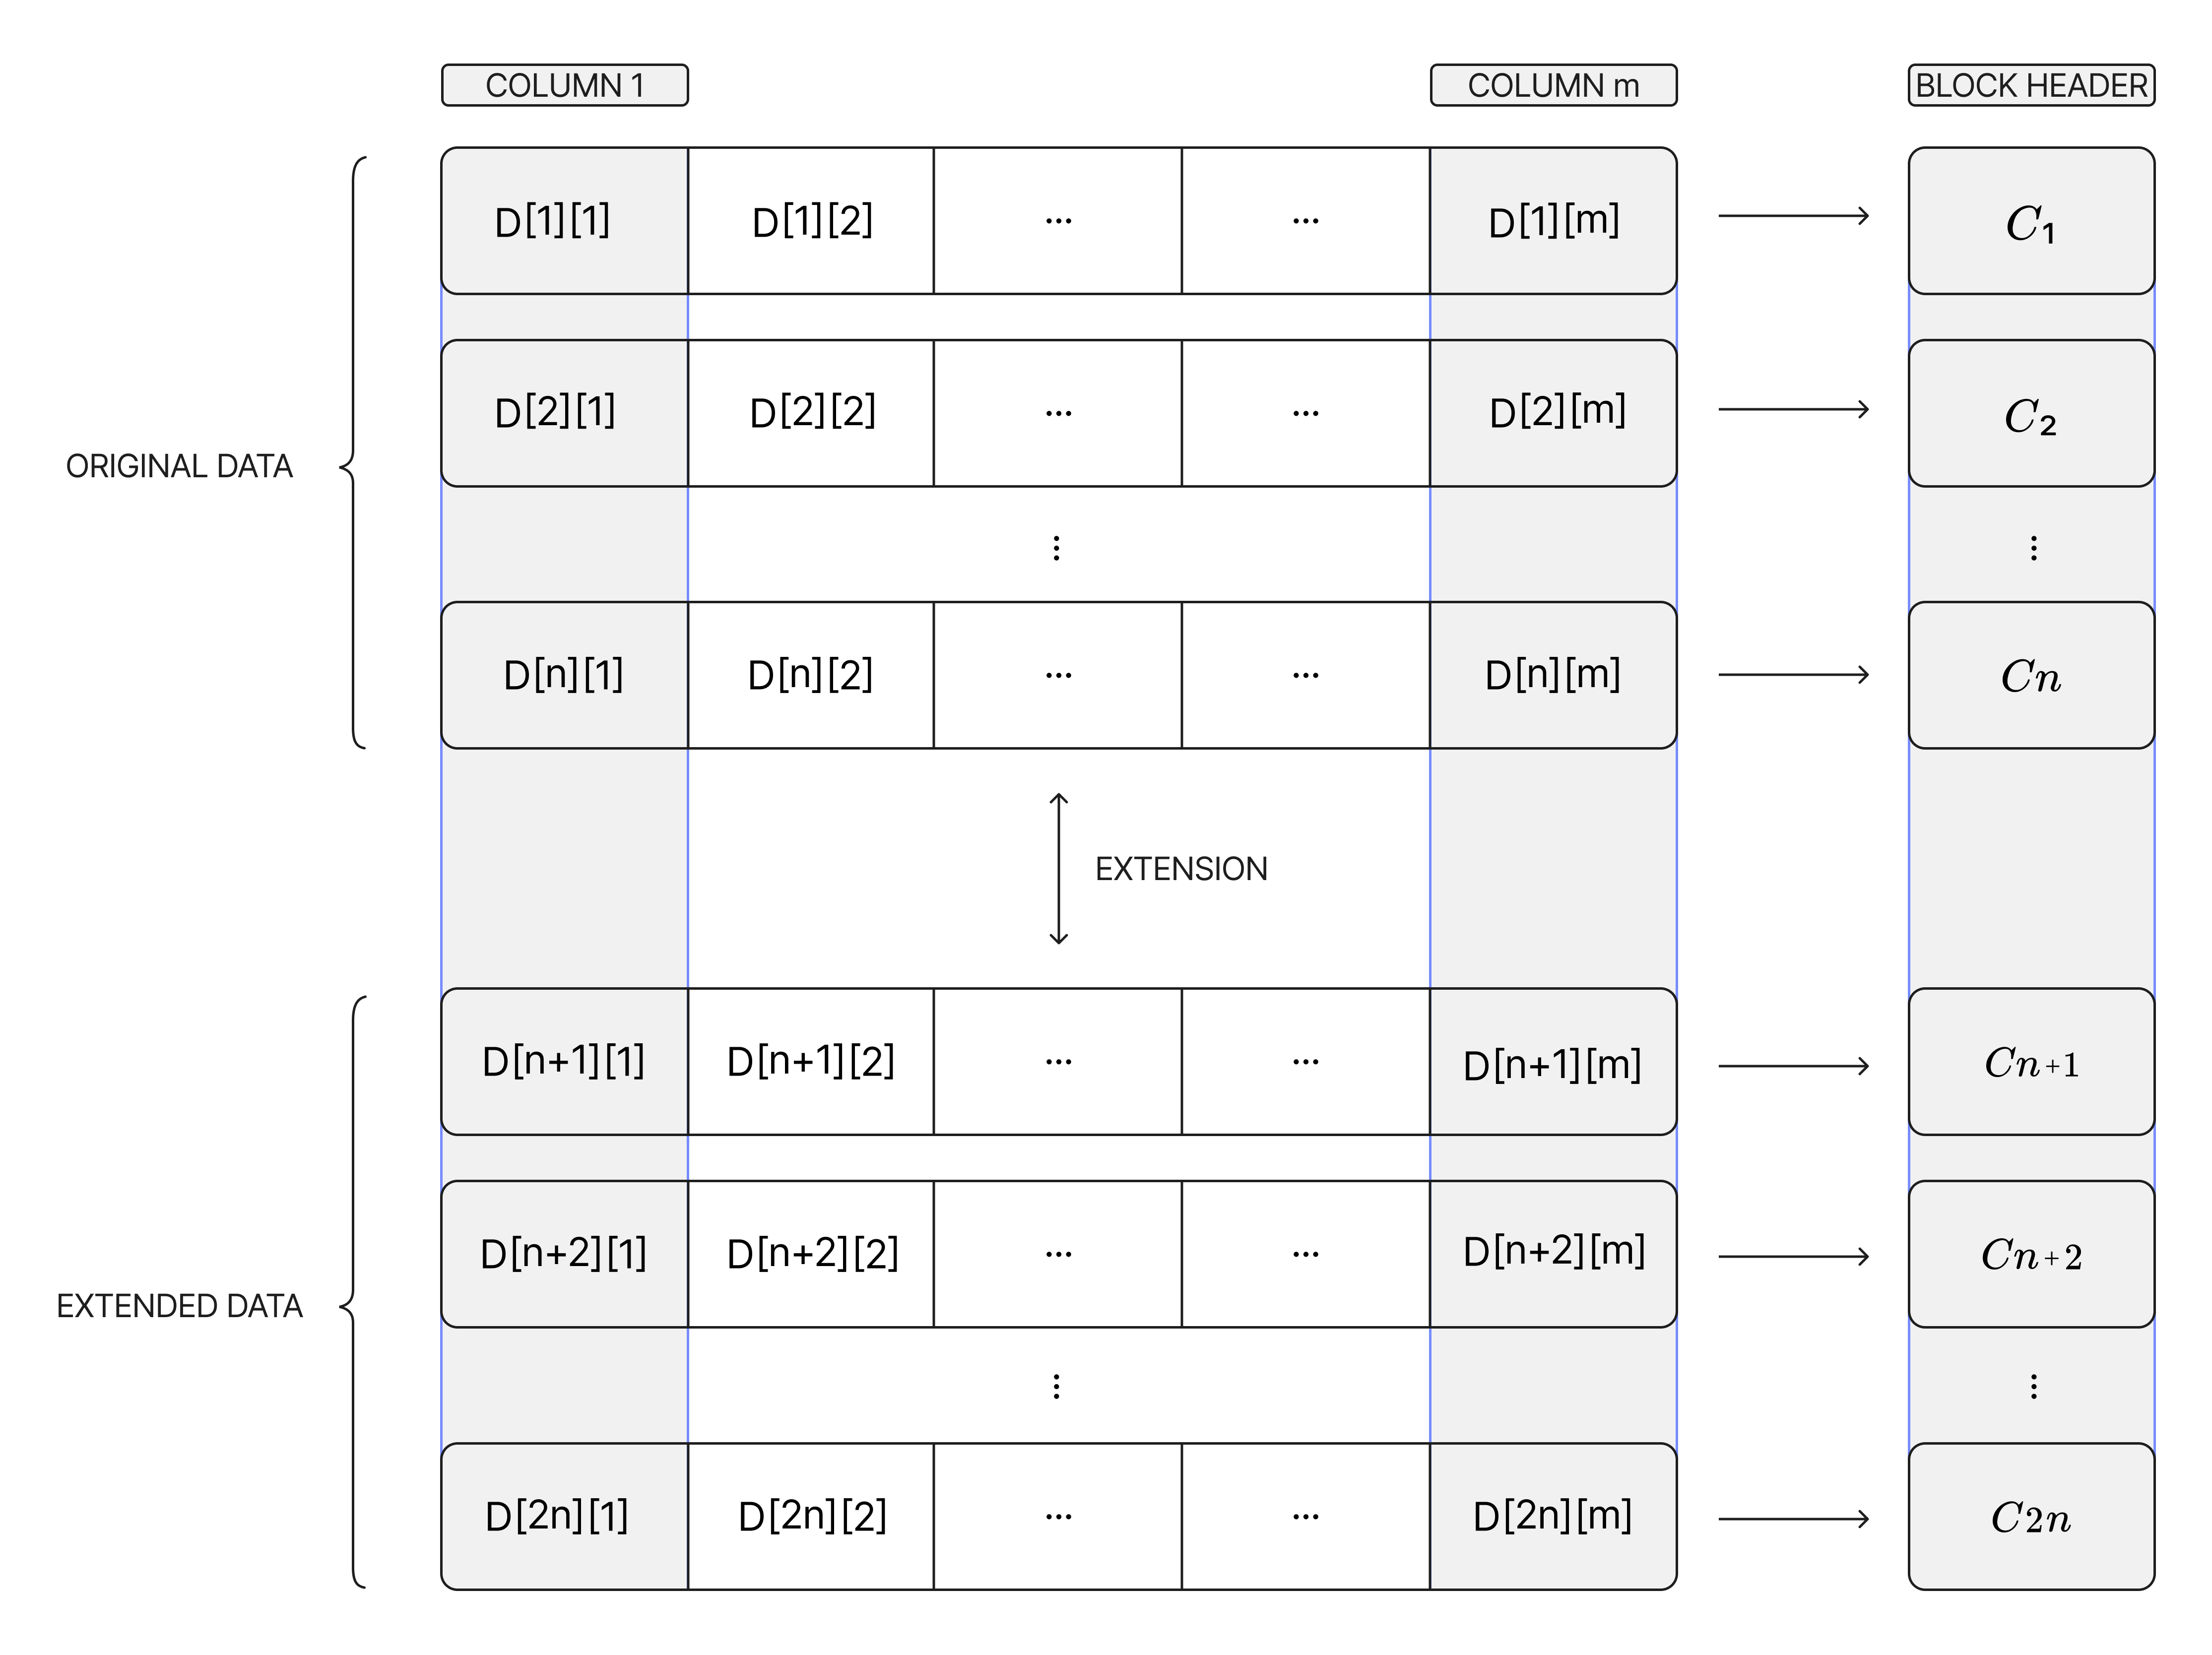 COLUMN 1 COLUMN m BLOCK HEADER
D[1][1] D[1][2] ... ... D[1][m] C1
D[2][1] D[2][2] ... ... D[2][m] C2
ORIGINAL DATA
⋮ ⋮
D[n][1] D[n][2] ... ... D[n][m] Cn
EXTENSION
D[n+1][1] D[n+1][2] ... ... D[n+1][m] Cn+1
D[n+2][1] D[n+2][2] ... ... D[n+2][m] Cn+2
EXTENDED DATA
⋮ ⋮
D[2n][1] D[2n][2] ... ... D[2n][m] C2n